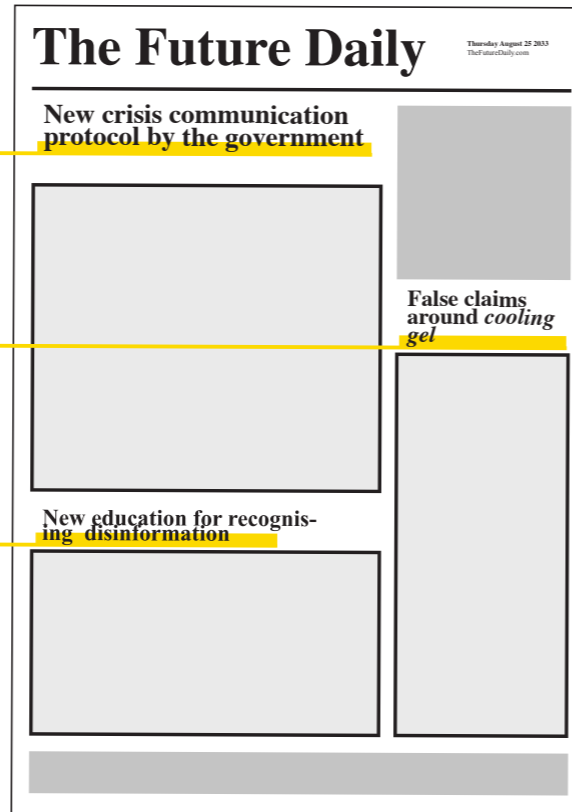 The Future Daily
Thursday August 25 2033
TheFutureDaily.com
New crisis communication
protocol by the government
False claims
around cooling
gel
New education for recognis-
ing disinformation